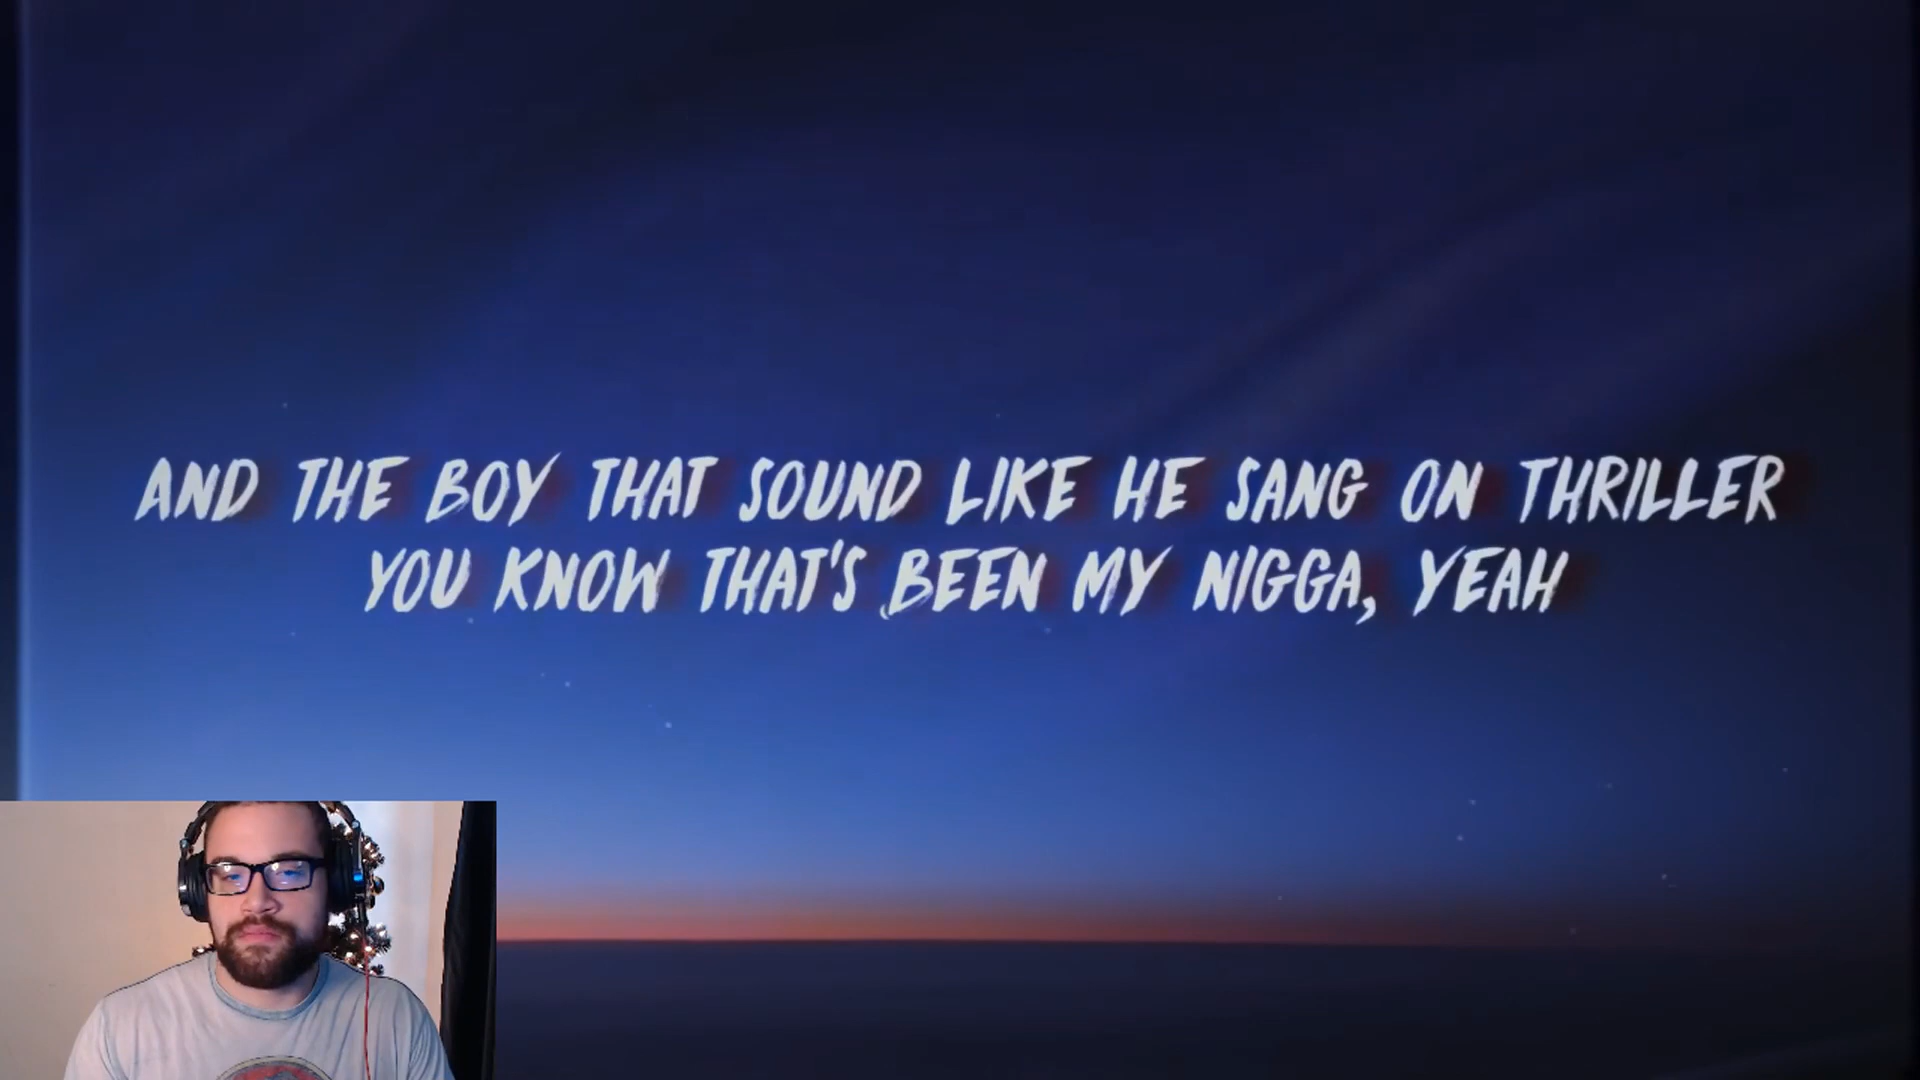 AND THE BOY THAT SOUND LIKE HE SANG ON THRILLER
YOU KNOW THAT'S BEEN MY NIGGA, YEAH